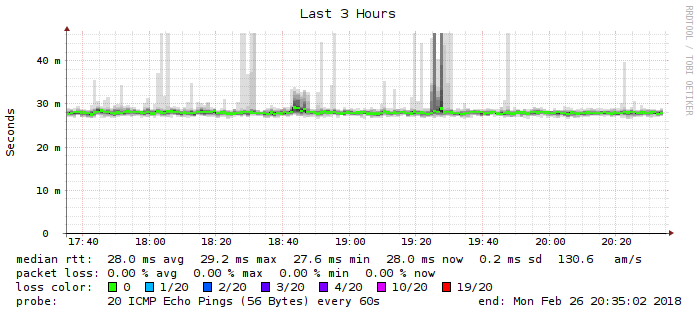 Last 3 Hours
RRDTOOL / TOBI OETIKER
Seconds
40 m
30 m
20 m
10 m
0
17:40 18:00 18:20 18:40 19:00 19:20 19:40 20:00 20:20
median rtt: 28.0 ms avg 29.2 ms max 27.6 ms min 28.0 ms now 0.2 ms sd 130.6 am/s
packet loss: 0.00 % avg 0.00 % max 0.00 % min 0.00 % now
loss color: 0 1/20 2/20 3/20 4/20 10/20 19/20
probe: 20 ICMP Echo Pings (56 Bytes) every 60s end: Mon Feb 26 20:35:02 2018